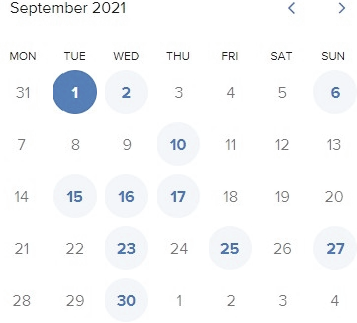 September 2021 < >
MON TUE WED THU FRI SAT SUN
31 1 2 3 4 5 6
7 8 9 10 11 12 13
14 15 16 17 18 19 20
21 22 23 24 25 26 27
28 29 30 1 2 3 4